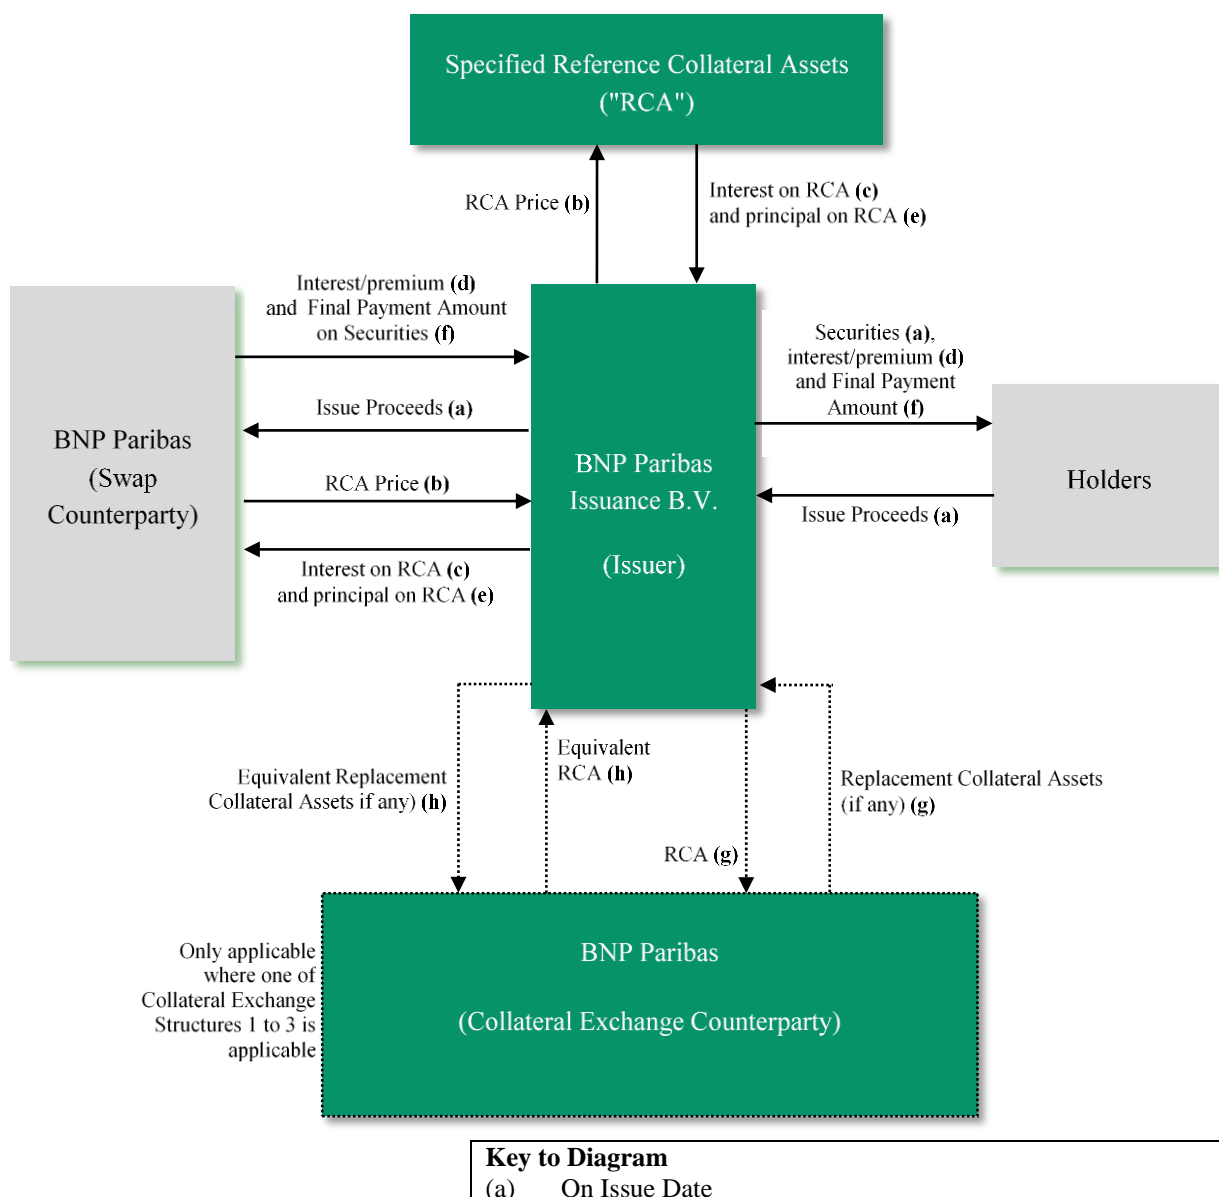 Specified Reference Collateral Assets
("RCA")
RCA Price (b)
Interest on RCA (c)
and principal on RCA (e)
Interest/premium (d)
and Final Payment Amount
on Securities (f)
Issue Proceeds (a)
RCA Price (b)
Interest on RCA (c)
and principal on RCA (e)
BNP Paribas
(Swap
Counterparty)
BNP Paribas
Issuance B.V.
(Issuer)
Securities (a),
interest/premium (d)
and Final Payment
Amount (f)
Issue Proceeds (a)
Holders
Equivalent Replacement
Collateral Assets if any) (h)
Equivalent
RCA (h)
RCA (g)
Replacement Collateral Assets
(if any) (g)
Only applicable
where one of
Collateral Exchange
Structures 1 to 3 is
applicable
BNP Paribas
(Collateral Exchange Counterparty)
Key to Diagram
(a) On Issue Date